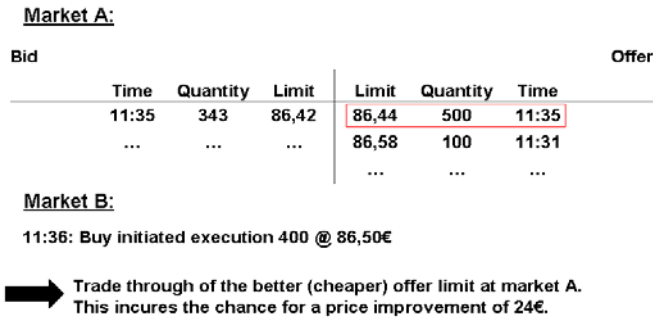 Market A:
Bid Offer
Time Quantity Limit Limit Quantity Time
11:35 343 86,42 86,44 500 11:35
... ... ... 86,58 100 11:31
... ... ...
Market B:
11:36: Buy initiated execution 400 @ 86,50€
Trade through of the better (cheaper) offer limit at market A.
This incures the chance for a price improvement of 24€.